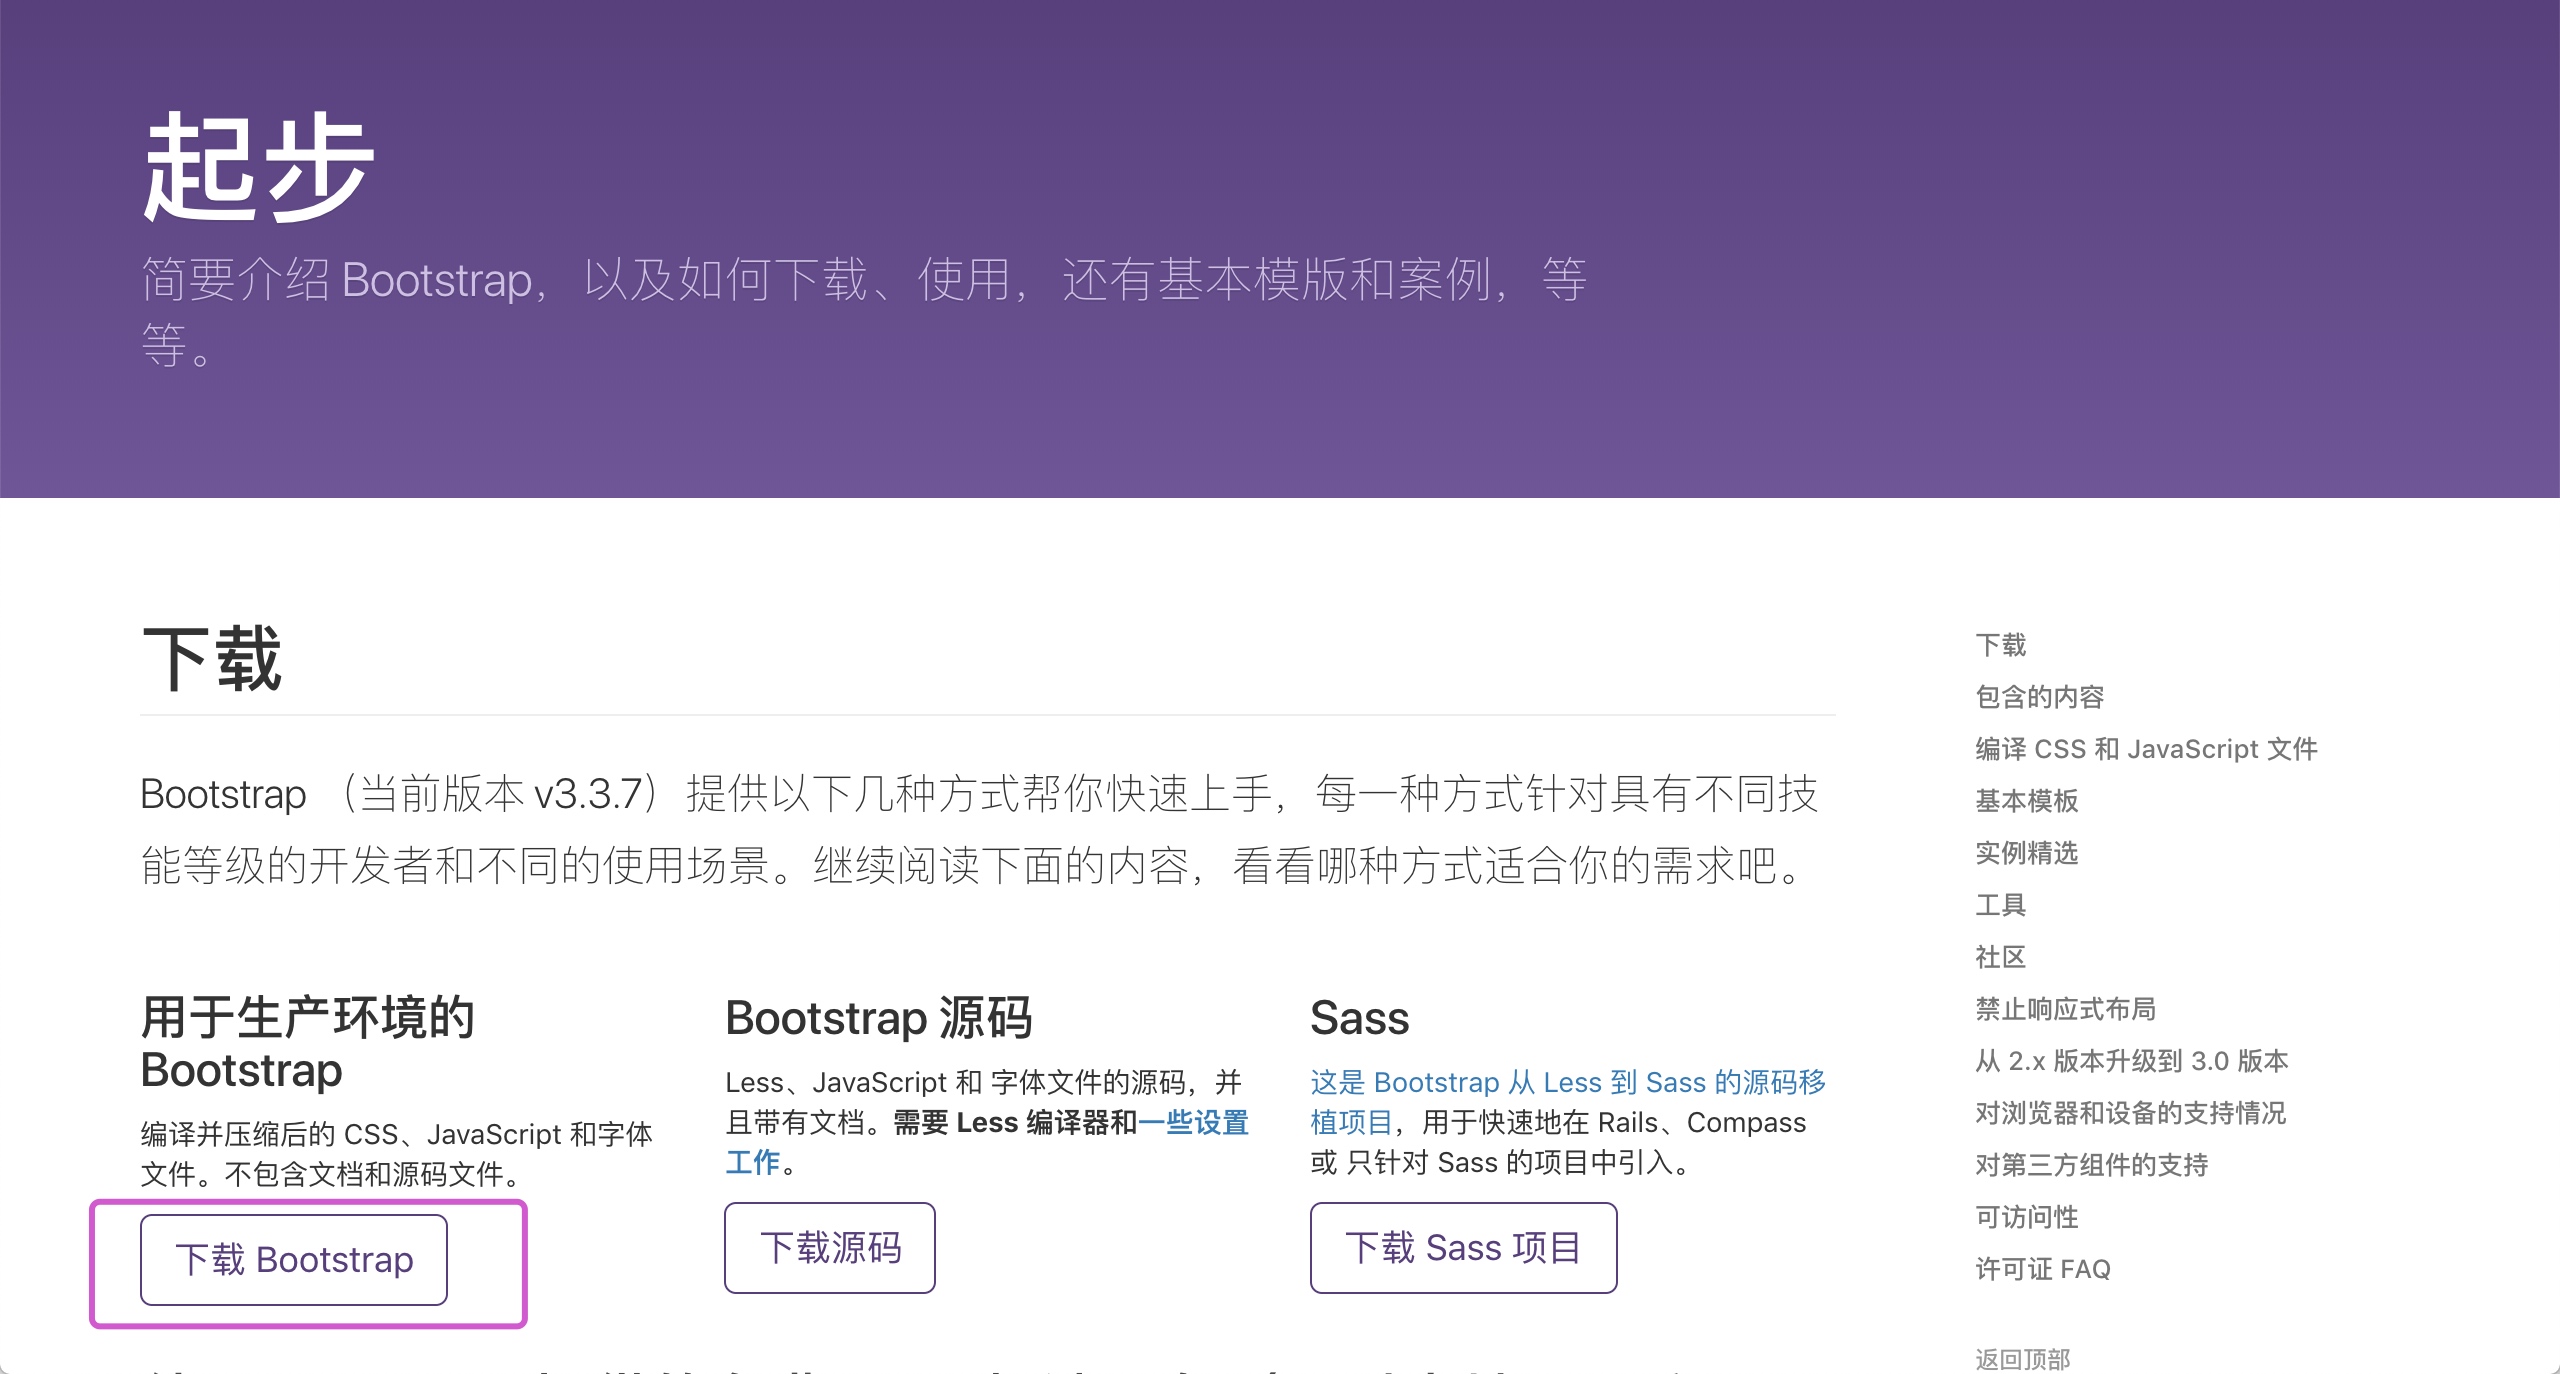 起步
简要介绍 Bootstrap，以及如何下载、使用，还有基本模版和案例，等
等。
下载
Bootstrap （当前版本 v3.3.7）提供以下几种方式帮你快速上手，每一种方式针对具有不同技
能等级的开发者和不同的使用场景。继续阅读下面的内容，看看哪种方式适合你的需求吧。
用于生产环境的
Bootstrap
编译并压缩后的 CSS、JavaScript 和字体
文件。不包含文档和源码文件。
下载 Bootstrap
Bootstrap 源码
Less、JavaScript 和 字体文件的源码，并
且带有文档。需要 Less 编译器和一些设置
工作。
下载源码
Sass
这是 Bootstrap 从 Less 到 Sass 的源码移
植项目，用于快速地在 Rails、Compass
或 只针对 Sass 的项目中引入。
下载 Sass 项目
下载
包含的内容
编译 CSS 和 JavaScript 文件
基本模板
实例精选
工具
社区
禁止响应式布局
从 2.x 版本升级到 3.0 版本
对浏览器和设备的支持情况
对第三方组件的支持
可访问性
许可证 FAQ
返回顶部